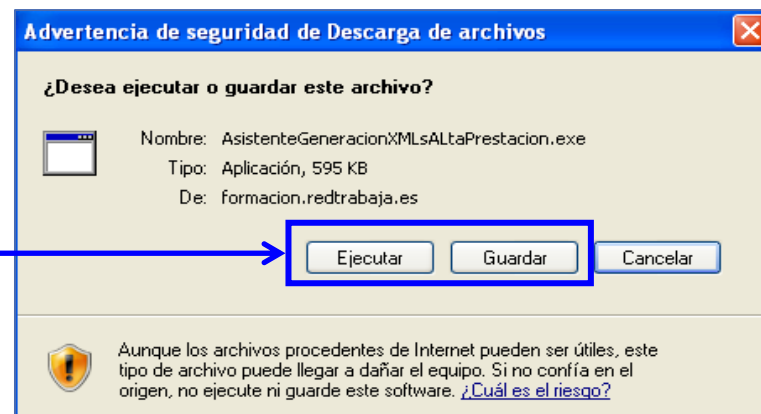 Advertencia de seguridad de Descarga de archivos
¿Desea ejecutar o guardar este archivo?
Nombre: AsistenteGeneracionXMLsALtaPrestacion.exe
Tipo: Aplicación, 595 KB
De: formacion.redtrabaja.es
Ejecutar Guardar Cancelar
Aunque los archivos procedentes de Internet pueden ser útiles, este
tipo de archivo puede llegar a dañar el equipo. Si no confía en el
origen, no ejecute ni guarde este software. ¿Cuál es el riesgo?